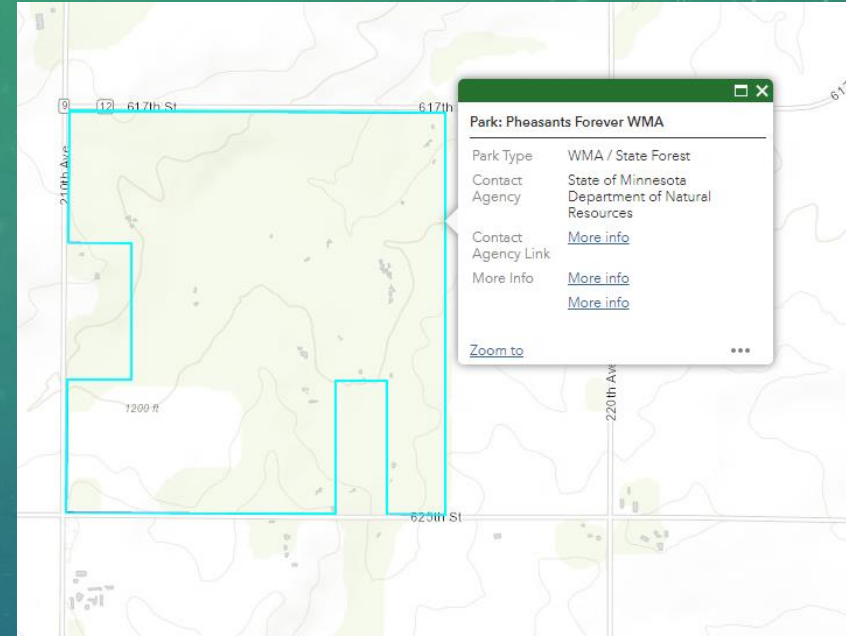 9 12 617th St
617th
617
210th Ave
Park: Pheasants Forever WMA
Park Type WMA / State Forest
Contact Agency State of Minnesota
Department of Natural
Resources
Contact Agency Link More info
More Info More info
More info
Zoom to
1200 ft
220th Ave
625th St